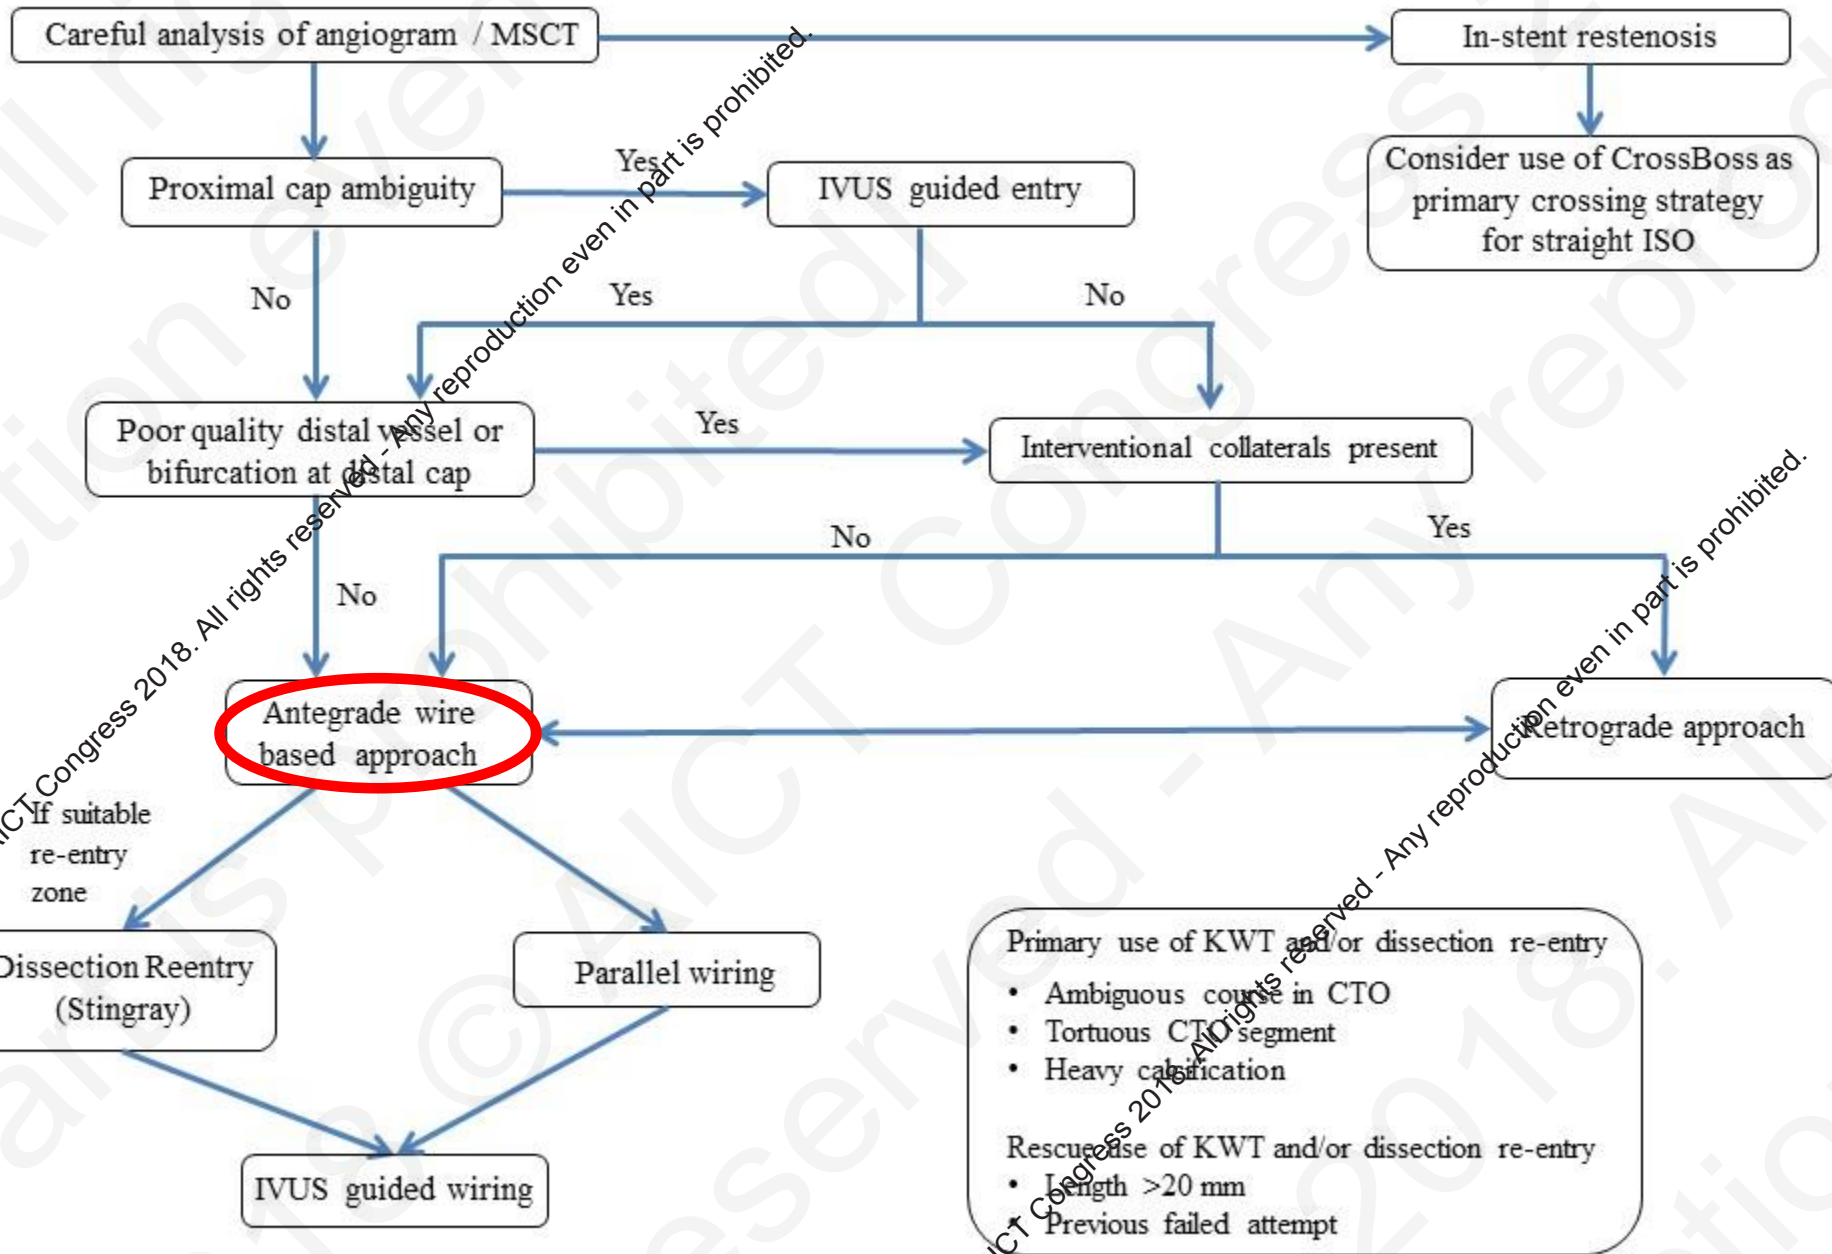 Careful analysis of angiogram / MSCT
In-stent restenosis
Proximal cap ambiguity
Yes
IVUS guided entry
Consider use of CrossBoss as
primary crossing strategy
for straight ISO
No
Yes
No
Poor quality distal vessel or
bifurcation at distal cap
Yes
Interventional collaterals present
No
Yes
No
Antegrade wire
based approach
Retrograde approach
If suitable
re-entry
zone
Dissection Reentry
(Stingray)
Parallel wiring
IVUS guided wiring
Primary use of KWT and/or dissection re-entry
• Ambiguous course in CTO
• Tortuous CTO segment
• Heavy calcification
Rescue use of KWT and/or dissection re-entry
• Length >20 mm
• Previous failed attempt
AICT Congress 2018. All rights reserved - Any reproduction even in part is prohibited.
Congress 2018. All rights reserved - Any reproduction even in part is prohibited.